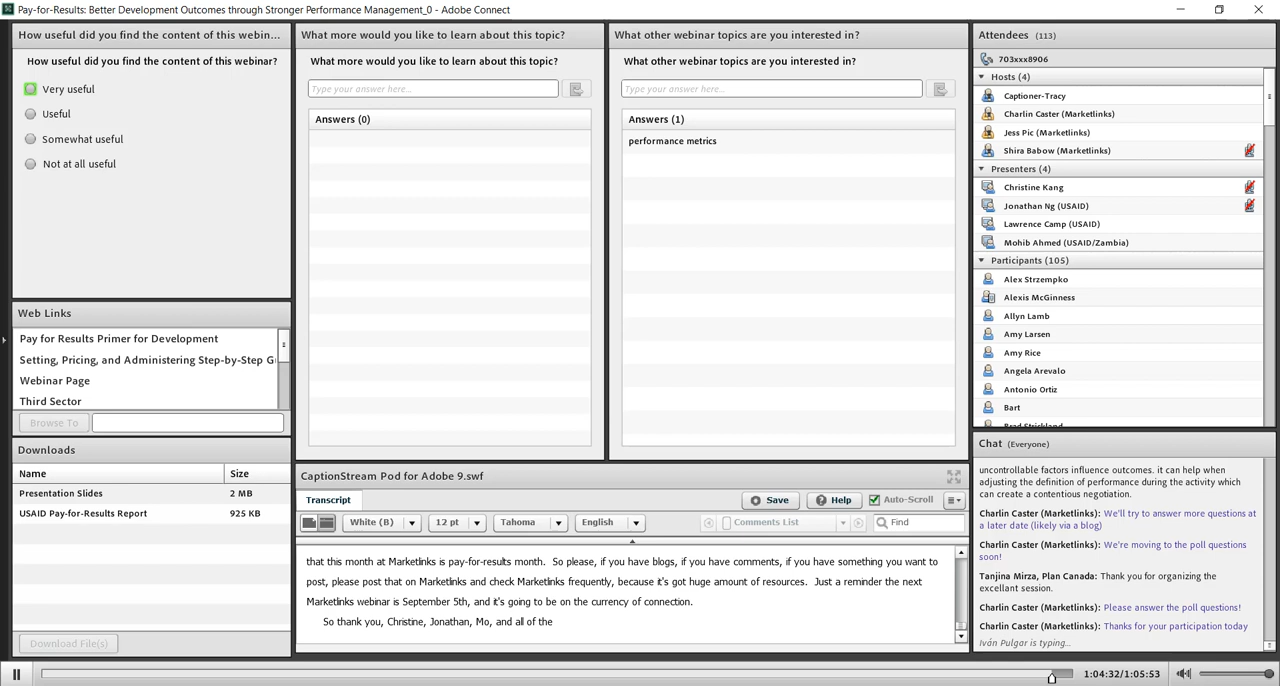 Pay-for-Results: Better Development Outcomes through Stronger Performance Management_0 - Adobe Connect
How useful did you find the content of this webin...
How useful did you find the content of this webinar?
Very useful
Useful
Somewhat useful
Not at all useful
Web Links
Pay for Results Primer for Development
Setting, Pricing, and Administering Step-by-Step G
Webinar Page
Third Sector
Browse To
Downloads
Name Size
Presentation Slides 2 MB
USAID Pay-for-Results Report 925 KB
Download File(s)
What more would you like to learn about this topic?
What more would you like to learn about this topic?
Type your answer here...
Answers (0)
What other webinar topics are you interested in?
What other webinar topics are you interested in?
Type your answer here...
Answers (1)
performance metrics
CaptionStream Pod for Adobe 9.swf
Transcript Save Help Auto-Scroll
White (B) 12 pt Tahoma English Comments List Find
that this month at Marketlinks is pay-for-results month. So please, if you have blogs, if you have comments, if you have something you want to
post, please post that on Marketlinks and check Marketlinks frequently, because it's got huge amount of resources. Just a reminder the next
Marketlinks webinar is September 5th, and it's going to be on the currency of connection.
So thank you, Christine, Jonathan, Mo, and all of the
Attendees (113)
703xxx8906
Hosts (4)
Captioner-Tracy
Charlin Caster (Marketlinks)
Jess Pic (Marketlinks)
Shira Babow (Marketlinks)
Presenters (4)
Christine Kang
Jonathan Ng (USAID)
Lawrence Camp (USAID)
Mohib Ahmed (USAID/Zambia)
Participants (105)
Alex Strzempko
Alexis McGinness
Allyn Lamb
Amy Larsen
Amy Rice
Angela Arevalo
Antonio Ortiz
Bart
Brad Strickland
Chat (Everyone)
uncontrollable factors influence outcomes. it can help when
adjusting the definition of performance during the activity which
can create a contentious negotiation.
Charlin Caster (Marketlinks): We'll try to answer more questions at
a later date (likely via a blog)
Charlin Caster (Marketlinks): We're moving to the poll questions
soon!
Tanjina Mirza, Plan Canada: Thank you for organizing the
excallant session.
Charlin Caster (Marketlinks): Please answer the poll questions!
Charlin Caster (Marketlinks): Thanks for your participation today
Iván Pulgar is typing...
1:04:32/1:05:53